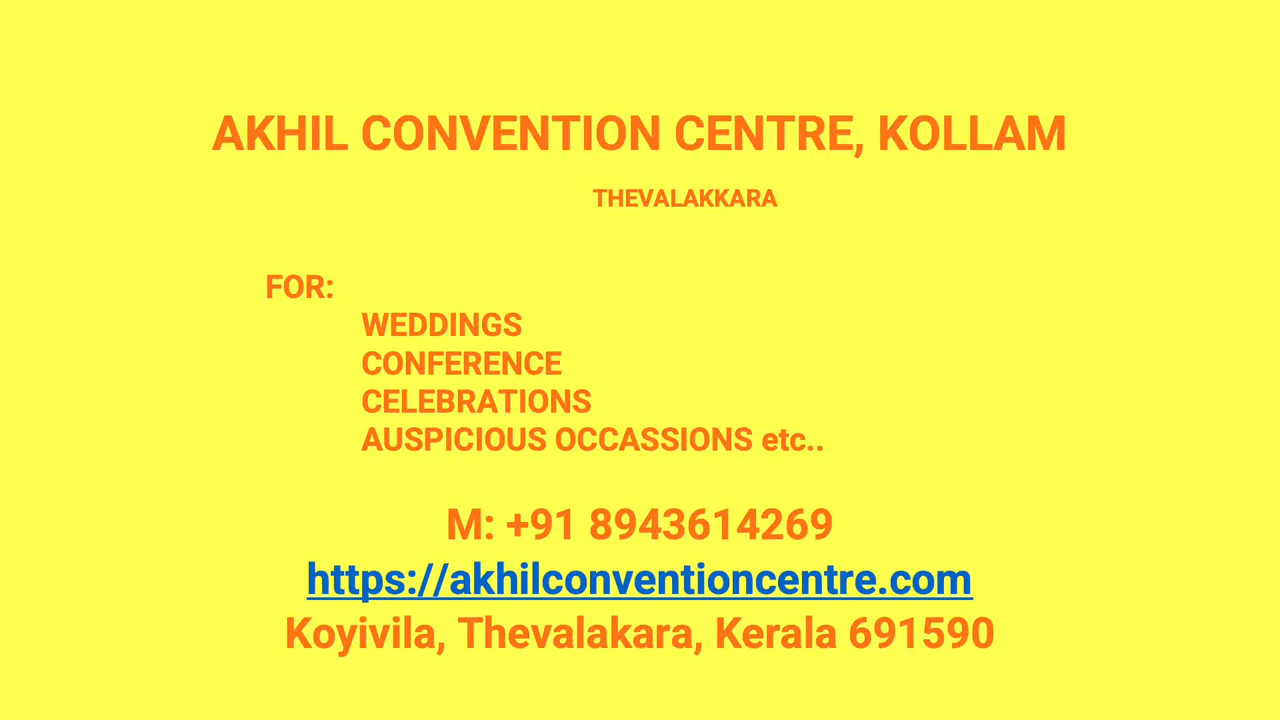 AKHIL CONVENTION CENTRE, KOLLAM
THEVALAKKARA
FOR:
WEDDINGS
CONFERENCE
CELEBRATIONS
AUSPICIOUS OCCASSIONS etc..
M: +91 8943614269
https://akhilconventioncentre.com
Koyivila, Thevalakara, Kerala 691590